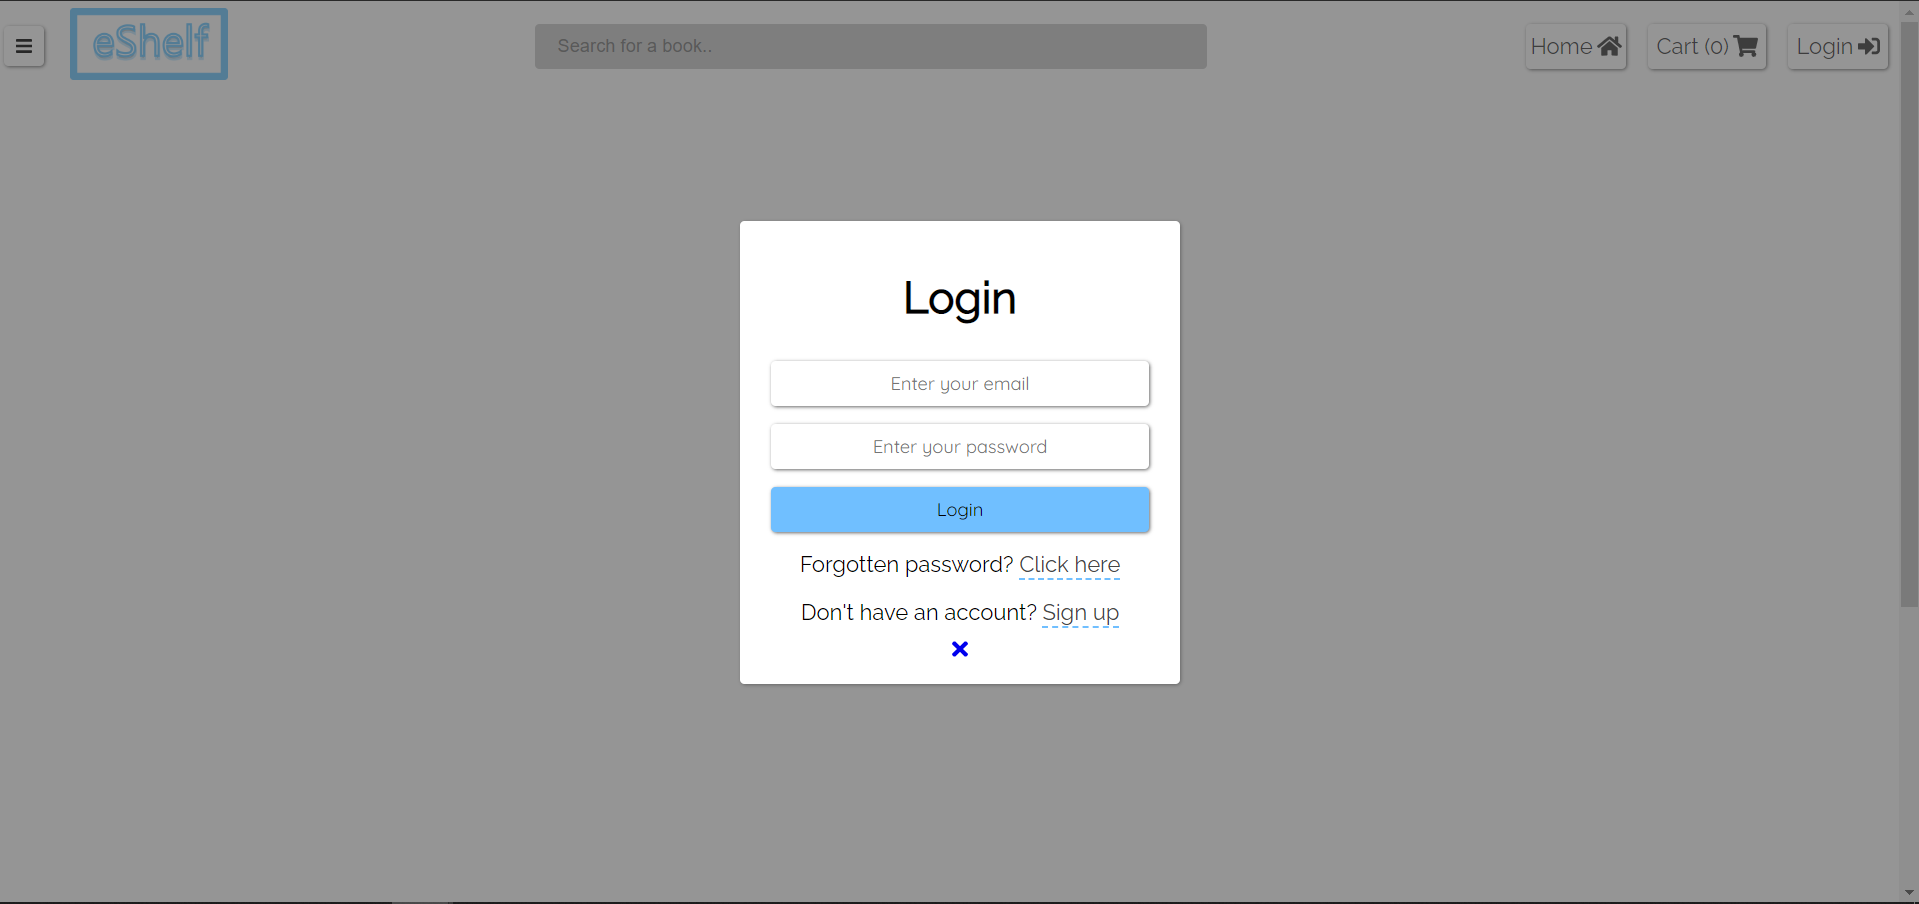 eShelf
Search for a book..
Home
Cart (0)
Login
Login
Enter your email
Enter your password
Login
Forgotten password? Click here
Don't have an account? Sign up